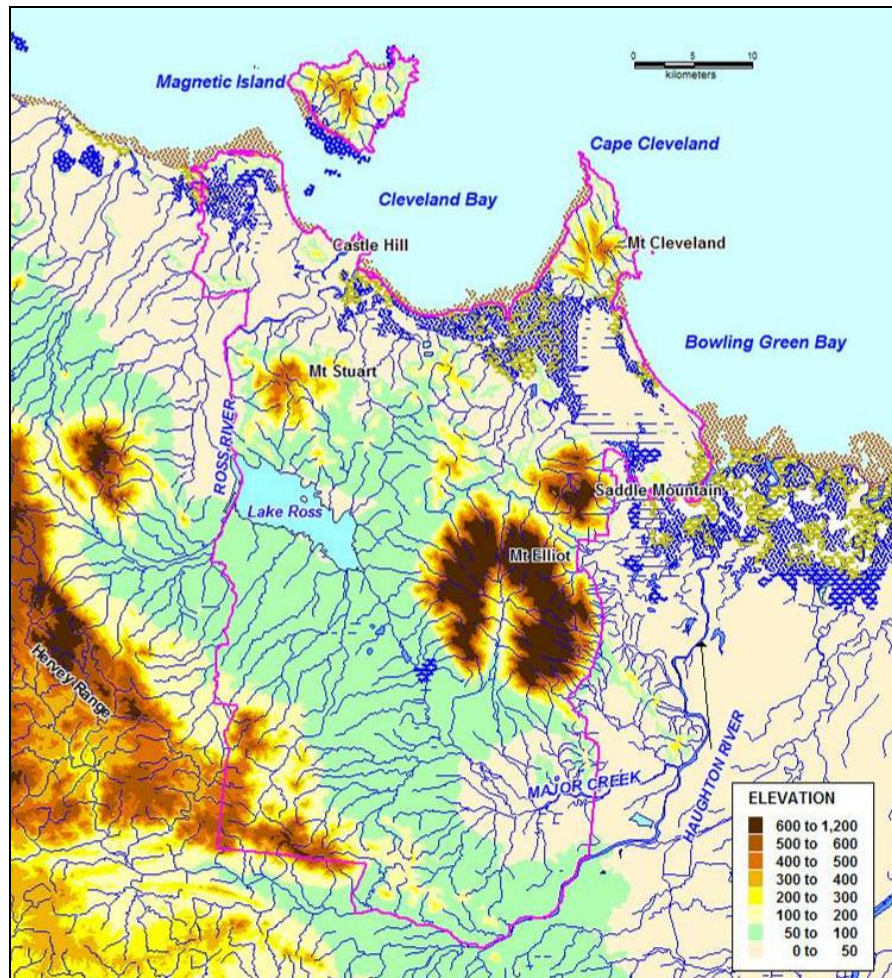 0 5 10
kilometers
Magnetic Island
Cape Cleveland
Cleveland Bay
Castle Hill
Mt Cleveland
Bowling Green Bay
Mt Stuart
ROSS RIVER
Saddle Mountain
Lake Ross
Mt Elliot
Hervey Range
MAJOR CREEK
HAUGHTON RIVER
ELEVATION
600 to 1,200
500 to 600
400 to 500
300 to 400
200 to 300
100 to 200
50 to 100
0 to 50